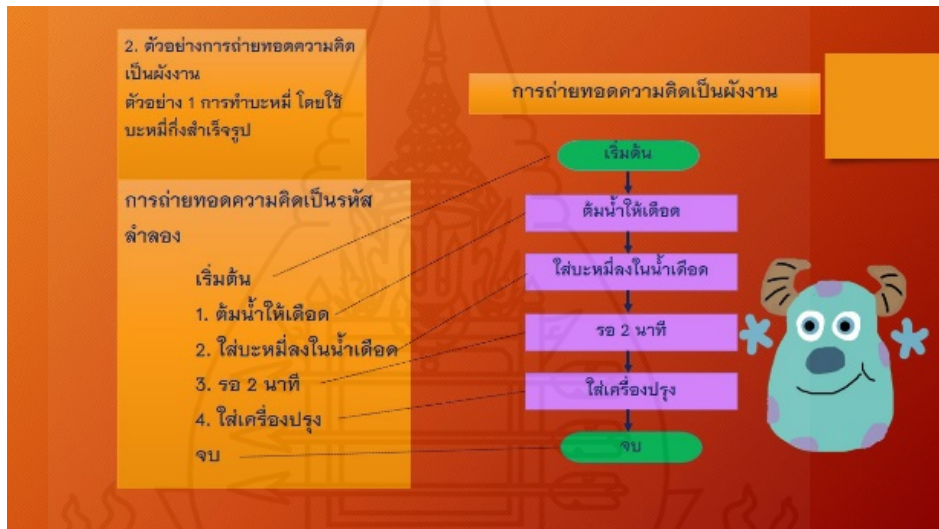 2. ตัวอย่างการถ่ายทอดความคิด
เป็นผังงาน
ตัวอย่าง 1 การทำบะหมี่ โดยใช้
บะหมี่กึ่งสำเร็จรูป
การถ่ายทอดความคิดเป็นรหัส
ลำลอง
เริ่มต้น
1. ต้มน้ำให้เดือด
2. ใส่บะหมี่ลงในน้ำเดือด
3. รอ 2 นาที
4. ใส่เครื่องปรุง
จบ
การถ่ายทอดความคิดเป็นผังงาน
เริ่มต้น
ต้มน้ำให้เดือด
ใส่บะหมี่ลงในน้ำเดือด
รอ 2 นาที
ใส่เครื่องปรุง
จบ